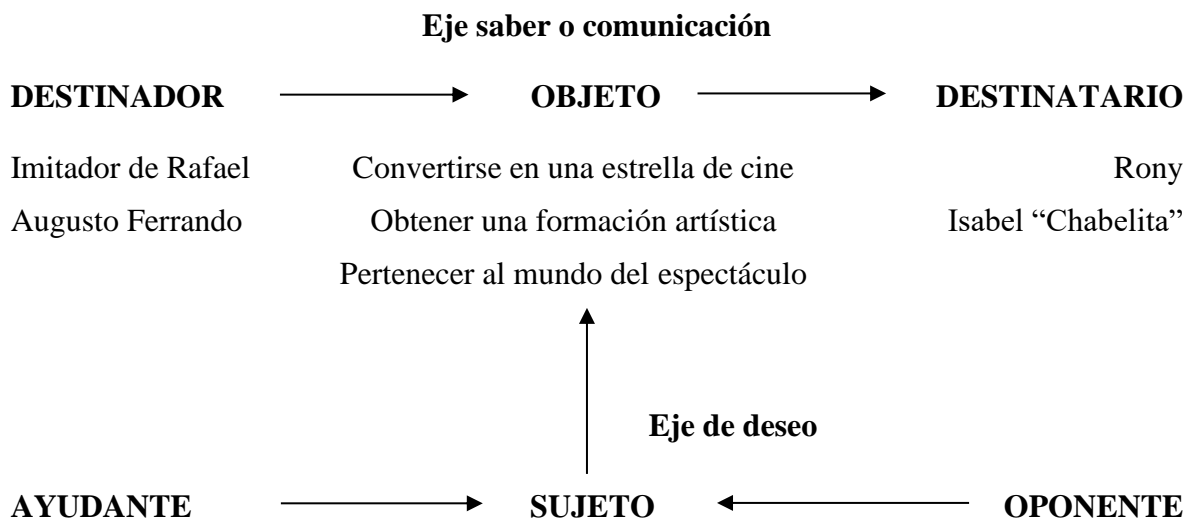 Eje saber o comunicación
DESTINADOR OBJETO DESTINATARIO
Imitador de Rafael Convertirse en una estrella de cine Rony
Augusto Ferrando Obtener una formación artística Isabel “Chabelita”
Pertenecer al mundo del espectáculo
Eje de deseo
AYUDANTE SUJETO OPONENTE